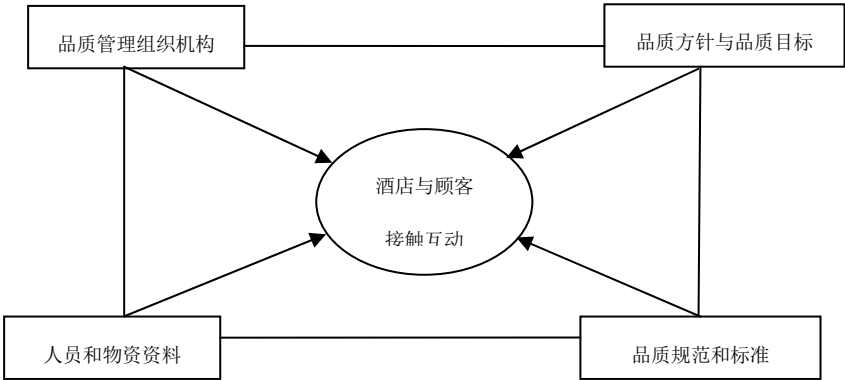 品质管理组织机构
品质方针与品质目标
酒店与顾客
接触互动
人员和物资资料
品质规范和标准